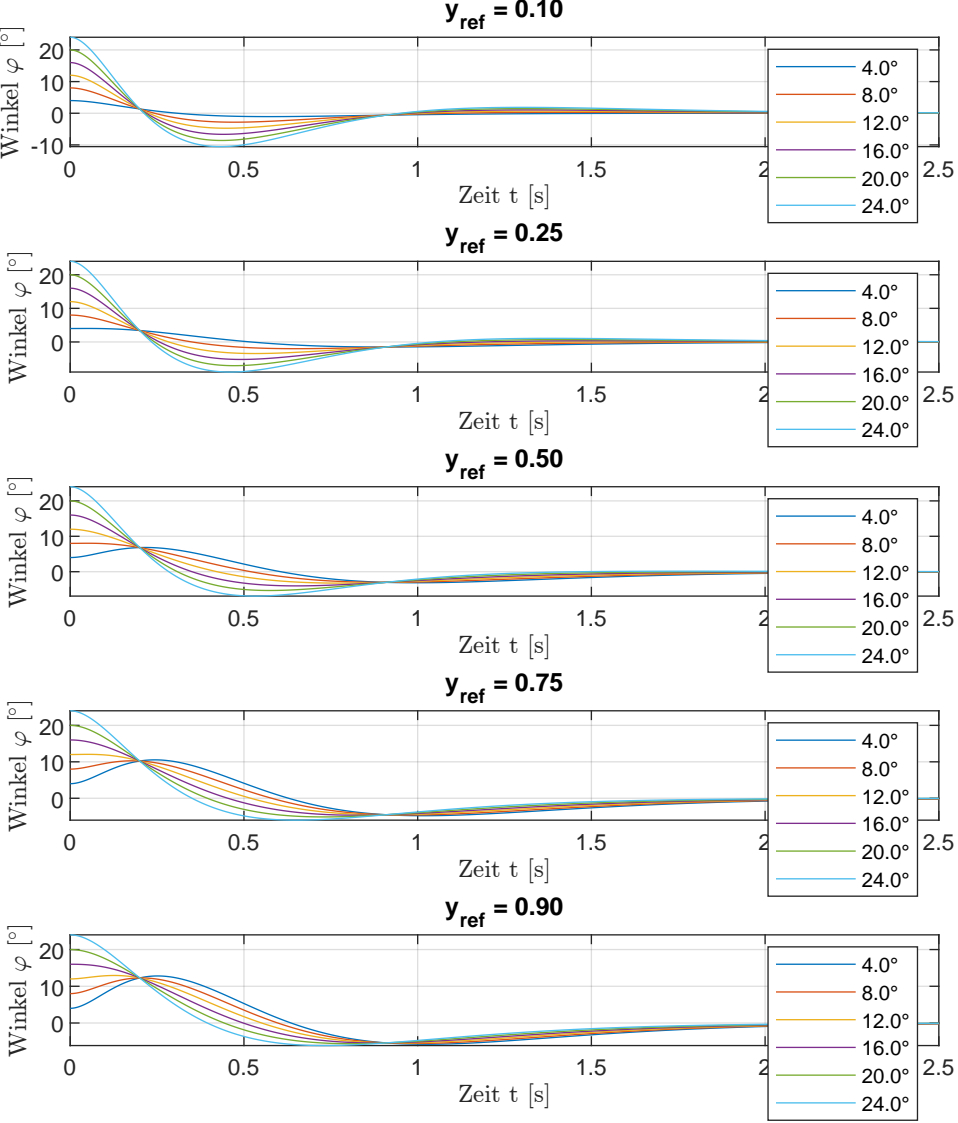 y_ref = 0.10
Winkel φ [°]
20
10
0
-10
0 0.5 1 1.5 2 2.5
Zeit t [s]
4.0°
8.0°
12.0°
16.0°
20.0°
24.0°
y_ref = 0.25
Winkel φ [°]
20
10
0
0 0.5 1 1.5 2 2.5
Zeit t [s]
4.0°
8.0°
12.0°
16.0°
20.0°
24.0°
y_ref = 0.50
Winkel φ [°]
20
10
0
0 0.5 1 1.5 2 2.5
Zeit t [s]
4.0°
8.0°
12.0°
16.0°
20.0°
24.0°
y_ref = 0.75
Winkel φ [°]
20
10
0
0 0.5 1 1.5 2 2.5
Zeit t [s]
4.0°
8.0°
12.0°
16.0°
20.0°
24.0°
y_ref = 0.90
Winkel φ [°]
20
10
0
0 0.5 1 1.5 2 2.5
Zeit t [s]
4.0°
8.0°
12.0°
16.0°
20.0°
24.0°